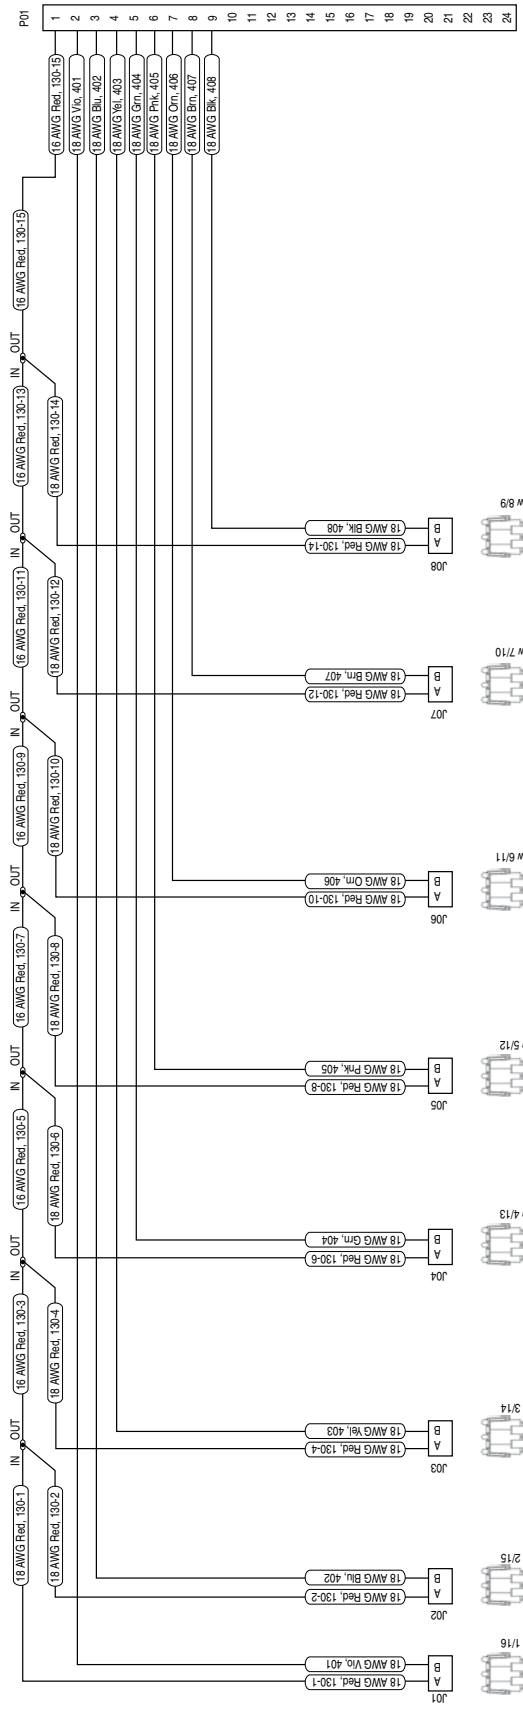 P01
1
2
3
4
5
6
7
8
9
10
11
12
13
14
15
16
17
18
19
20
21
22
23
24
16 AWG Red, 130-15
18 AWG Vio, 401
18 AWG Blu, 402
18 AWG Yel, 403
18 AWG Grn, 404
18 AWG Pnk, 405
18 AWG Orn, 406
18 AWG Brn, 407
18 AWG Blk, 408
16 AWG Red, 130-15
OUT
IN
16 AWG Red, 130-13
18 AWG Red, 130-14
OUT
IN
16 AWG Red, 130-11
18 AWG Red, 130-12
OUT
IN
16 AWG Red, 130-9
18 AWG Red, 130-10
OUT
IN
16 AWG Red, 130-7
18 AWG Red, 130-8
OUT
IN
16 AWG Red, 130-5
18 AWG Red, 130-6
OUT
IN
16 AWG Red, 130-3
18 AWG Red, 130-4
OUT
IN
18 AWG Red, 130-1
18 AWG Red, 130-2
18 AWG Blk, 408
B
18 AWG Red, 130-14
A
J08
w 8/9
18 AWG Brn, 407
B
18 AWG Red, 130-12
A
J07
w 7/10
18 AWG Orn, 406
B
18 AWG Red, 130-10
A
J06
w 6/11
18 AWG Pnk, 405
B
18 AWG Red, 130-8
A
J05
5/12
18 AWG Grn, 404
B
18 AWG Red, 130-6
A
J04
4/13
18 AWG Yel, 403
B
18 AWG Red, 130-4
A
J03
3/14
18 AWG Blu, 402
B
18 AWG Red, 130-2
A
J02
2/15
18 AWG Vio, 401
B
18 AWG Red, 130-1
A
J01
1/16